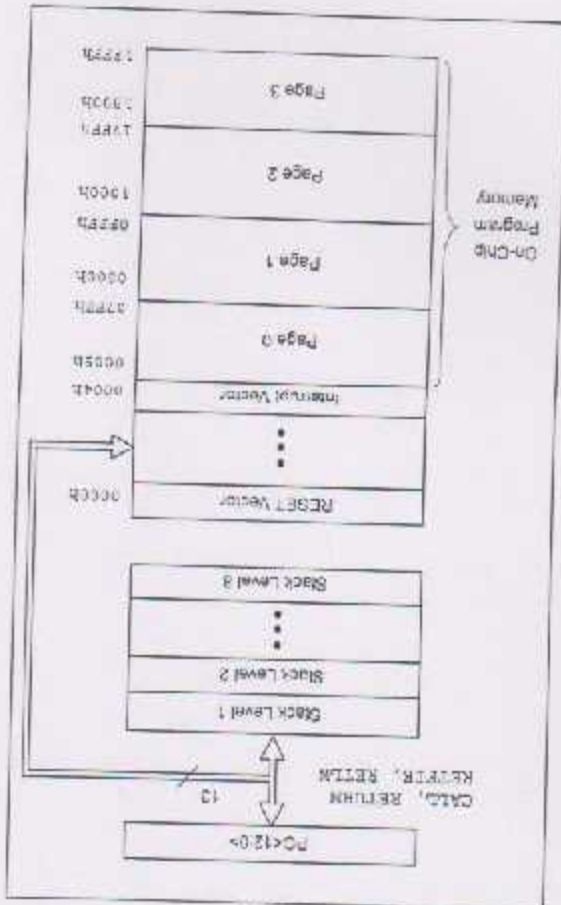 PC<12:0>
CALL, RETURN
RETFIE, RETLW
13
Stack Level 1
Stack Level 2
Stack Level 8
RESET Vector
0000h
Interrupt Vector
0004h
0005h
Page 0
07FFh
0800h
Page 1
0FFFh
1000h
Page 2
17FFh
1800h
Page 3
1FFFh
On-Chip
Program
Memory